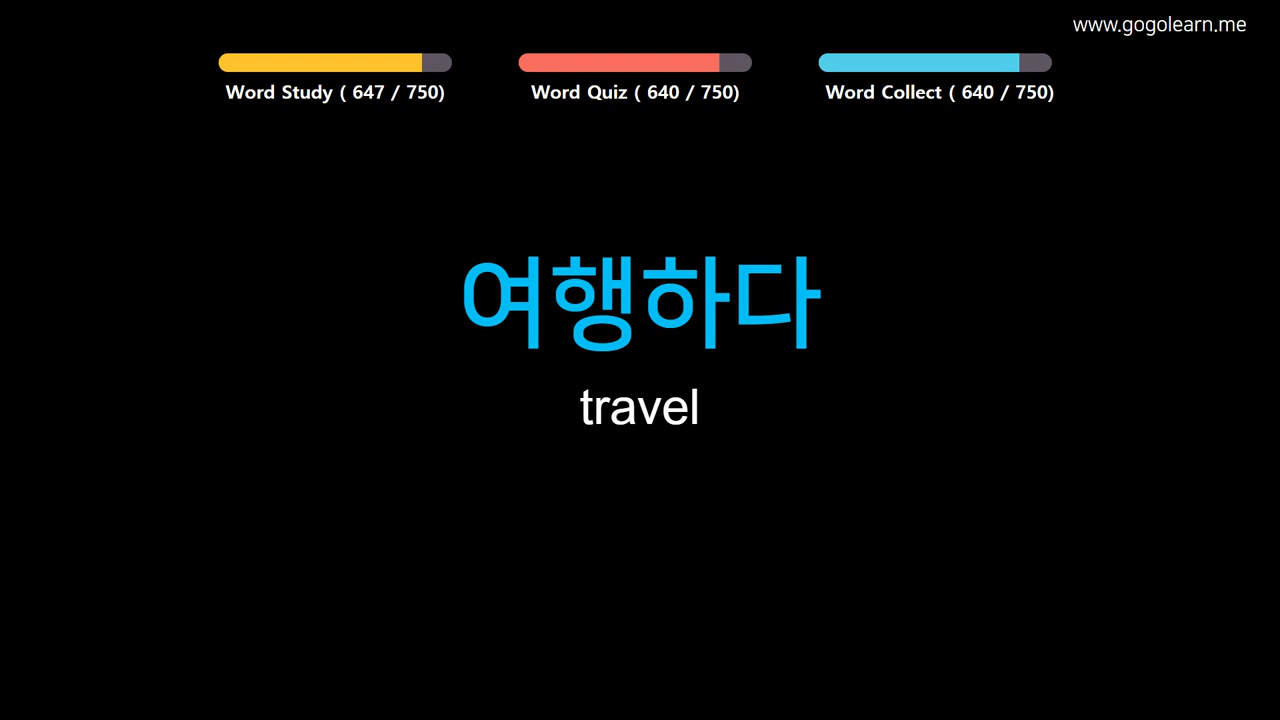 www.gogolearn.me
Word Study ( 647 / 750)
Word Quiz ( 640 / 750)
Word Collect ( 640 / 750)
여행하다
travel